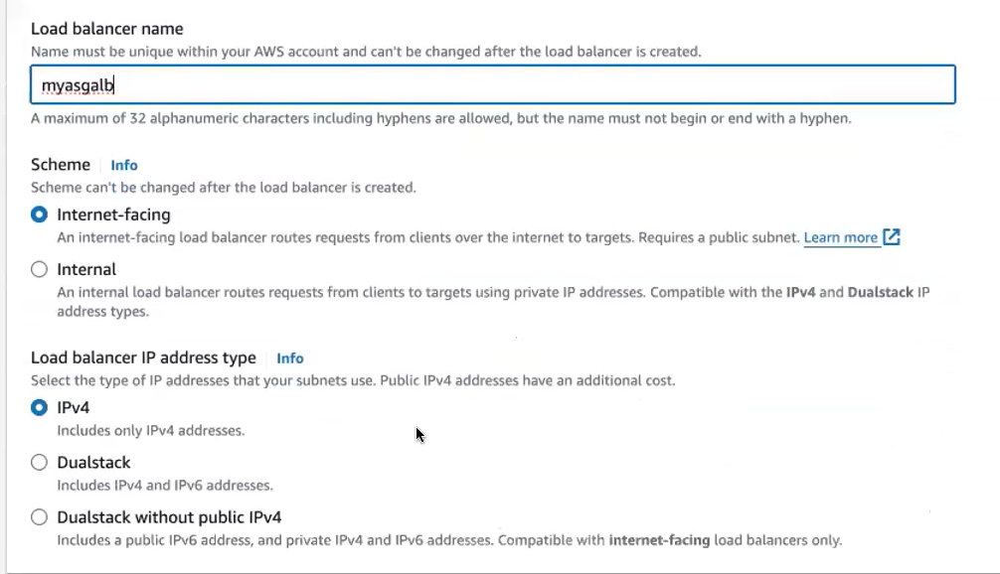 Load balancer name
Name must be unique within your AWS account and can't be changed after the load balancer is created.
myasgalb
A maximum of 32 alphanumeric characters including hyphens are allowed, but the name must not begin or end with a hyphen.
Scheme Info
Scheme can't be changed after the load balancer is created.
Internet-facing
An internet-facing load balancer routes requests from clients over the internet to targets. Requires a public subnet. Learn more
Internal
An internal load balancer routes requests from clients to targets using private IP addresses. Compatible with the IPv4 and Dualstack IP
address types.
Load balancer IP address type Info
Select the type of IP addresses that your subnets use. Public IPv4 addresses have an additional cost.
IPv4
Includes only IPv4 addresses.
Dualstack
Includes IPv4 and IPv6 addresses.
Dualstack without public IPv4
Includes a public IPv6 address, and private IPv4 and IPv6 addresses. Compatible with internet-facing load balancers only.